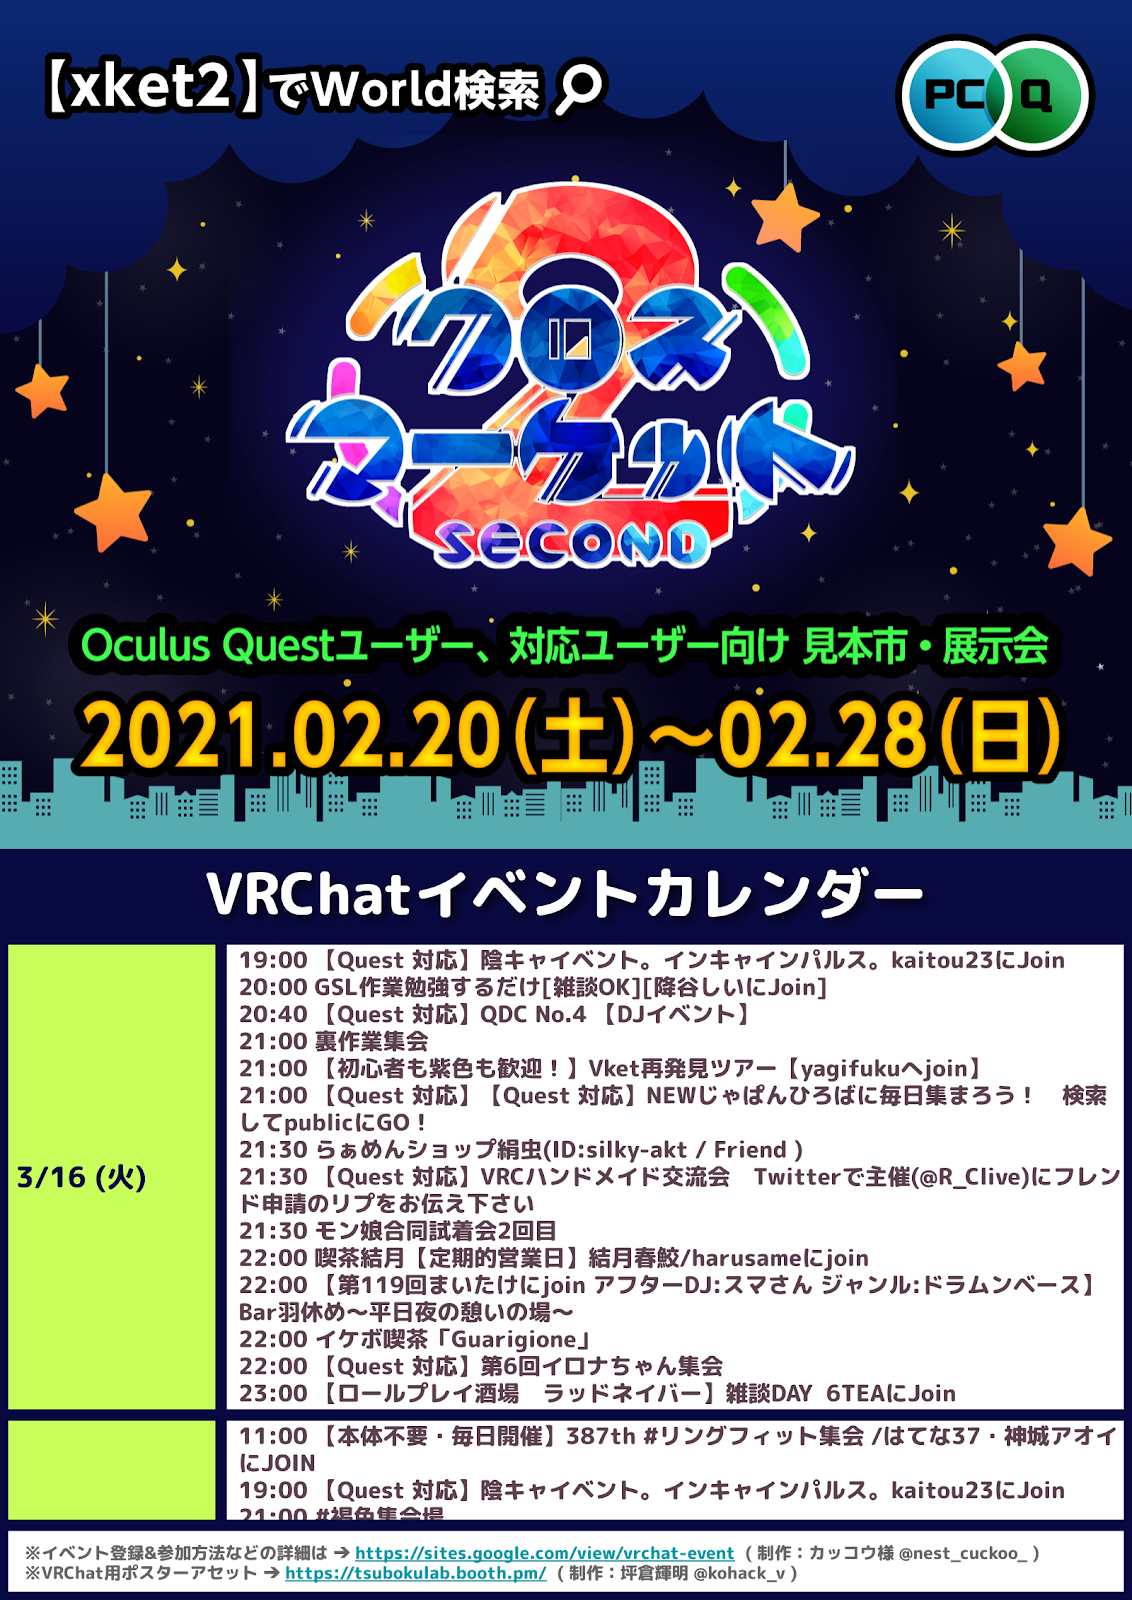 【xket2】でWorld検索
PC Q
2
クロス
マーケット
SECOND
Oculus Questユーザー、対応ユーザー向け 見本市・展示会
2021.02.20(土)～02.28(日)
VRChatイベントカレンダー
3/16 (火)
19:00 【Quest 対応】陰キャイベント。インキャインパルス。kaitou23にJoin
20:00 GSL作業勉強するだけ[雑談OK][降谷しいにJoin]
20:40 【Quest 対応】QDC No.4 【DJイベント】
21:00 裏作業集会
21:00 【初心者も紫色も歓迎！】Vket再発見ツアー【yagifukuへjoin】
21:00 【Quest 対応】【Quest 対応】NEWじゃぱんひろばに毎日集まろう！　検索
してpublicにGO！
21:30 らぁめんショップ絹虫(ID:silky-akt / Friend )
21:30 【Quest 対応】VRCハンドメイド交流会　Twitterで主催(@R_Clive)にフレン
ド申請のリプをお伝え下さい
21:30 モン娘合同試着会2回目
22:00 喫茶結月【定期的営業日】結月春鮫/harusameにjoin
22:00 【第119回まいたけにjoin アフターDJ:スマさん ジャンル:ドラムンベース】
Bar羽休め～平日夜の憩いの場～
22:00 イケボ喫茶「Guarigione」
22:00 【Quest 対応】第6回イロナちゃん集会
23:00 【ロールプレイ酒場　ラッドネイバー】雑談DAY 6TEAにJoin
11:00 【本体不要・毎日開催】387th #リングフィット集会 /はてな37・神城アオイ
にJOIN
19:00 【Quest 対応】陰キャイベント。インキャインパルス。kaitou23にJoin
21:00 #褐色集会場
※イベント登録&参加方法などの詳細は → https://sites.google.com/view/vrchat-event ( 制作：カッコウ様 @nest_cuckoo_ )
※VRChat用ポスターアセット → https://tsubokulab.booth.pm/ ( 制作：坪倉輝明 @kohack_v )